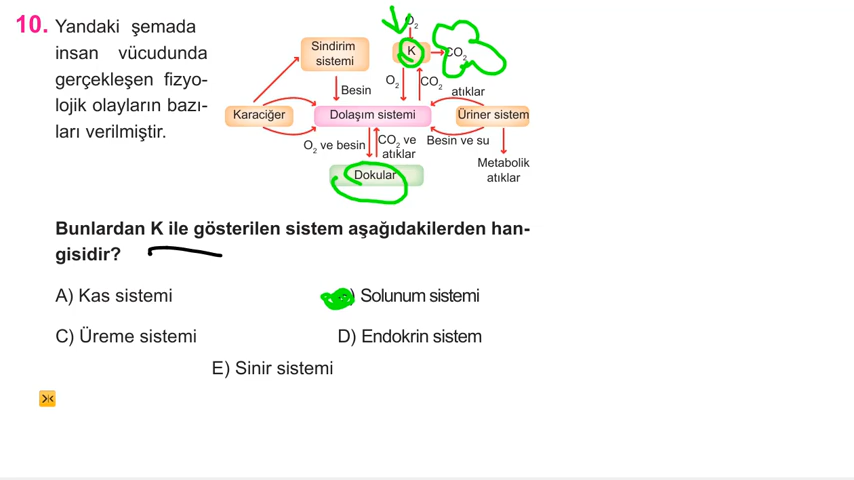 10. Yandaki şemada
insan vücudunda
gerçekleşen fizyo-
lojik olayların bazı-
ları verilmiştir.
O₂
Sindirim
sistemi
K
CO₂
Besin
O₂
CO₂
atıklar
Karaciğer
Dolaşım sistemi
Üriner sistem
O₂ ve besin
CO₂ ve
atıklar
Besin ve su
Metabolik
atıklar
Dokular
Bunlardan K ile gösterilen sistem aşağıdakilerden han-
gisidir?
A) Kas sistemi
) Solunum sistemi
C) Üreme sistemi
D) Endokrin sistem
E) Sinir sistemi